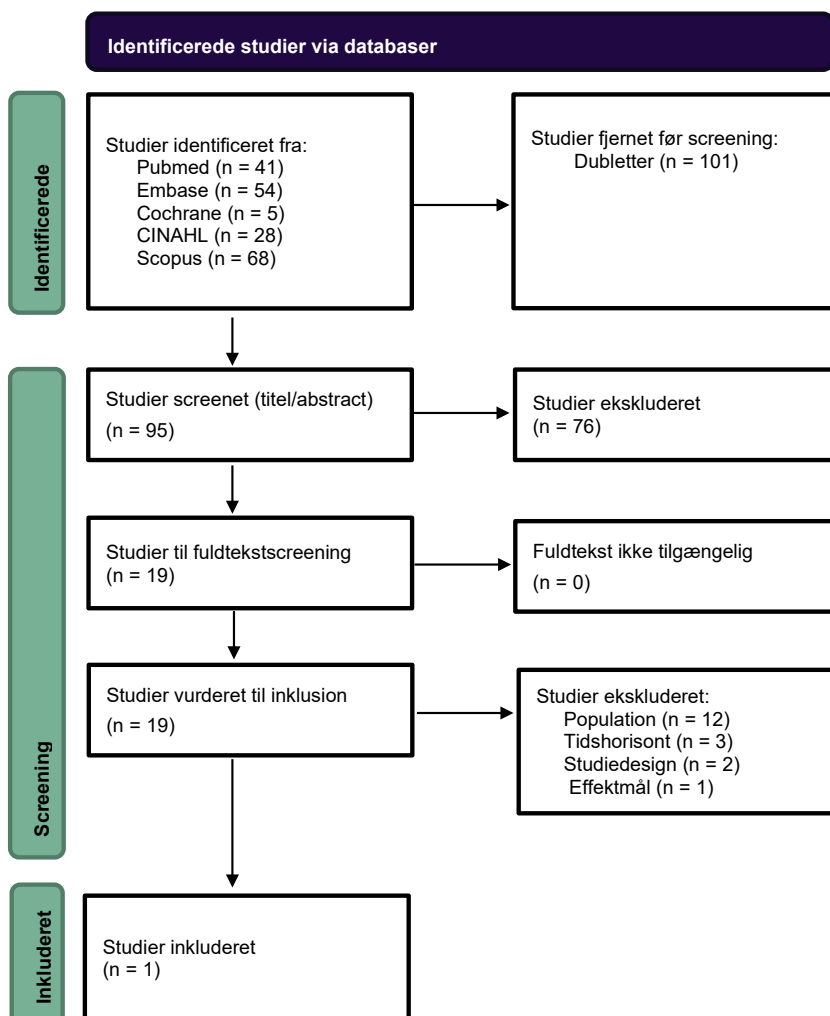 Identificerede studier via databaser
Identificerede
Studier identificeret fra:
Pubmed (n = 41)
Embase (n = 54)
Cochrane (n = 5)
CINAHL (n = 28)
Scopus (n = 68)
Studier fjernet før screening:
Dubletter (n = 101)
Screening
Studier screenet (titel/abstract)
(n = 95)
Studier ekskluderet
(n = 76)
Studier til fuldtekstscreening
(n = 19)
Fuldtekst ikke tilgængelig
(n = 0)
Studier vurderet til inklusion
(n = 19)
Studier ekskluderet:
Population (n = 12)
Tidshorisont (n = 3)
Studiedesign (n = 2)
Effektmål (n = 1)
Inkluderet
Studier inkluderet
(n = 1)